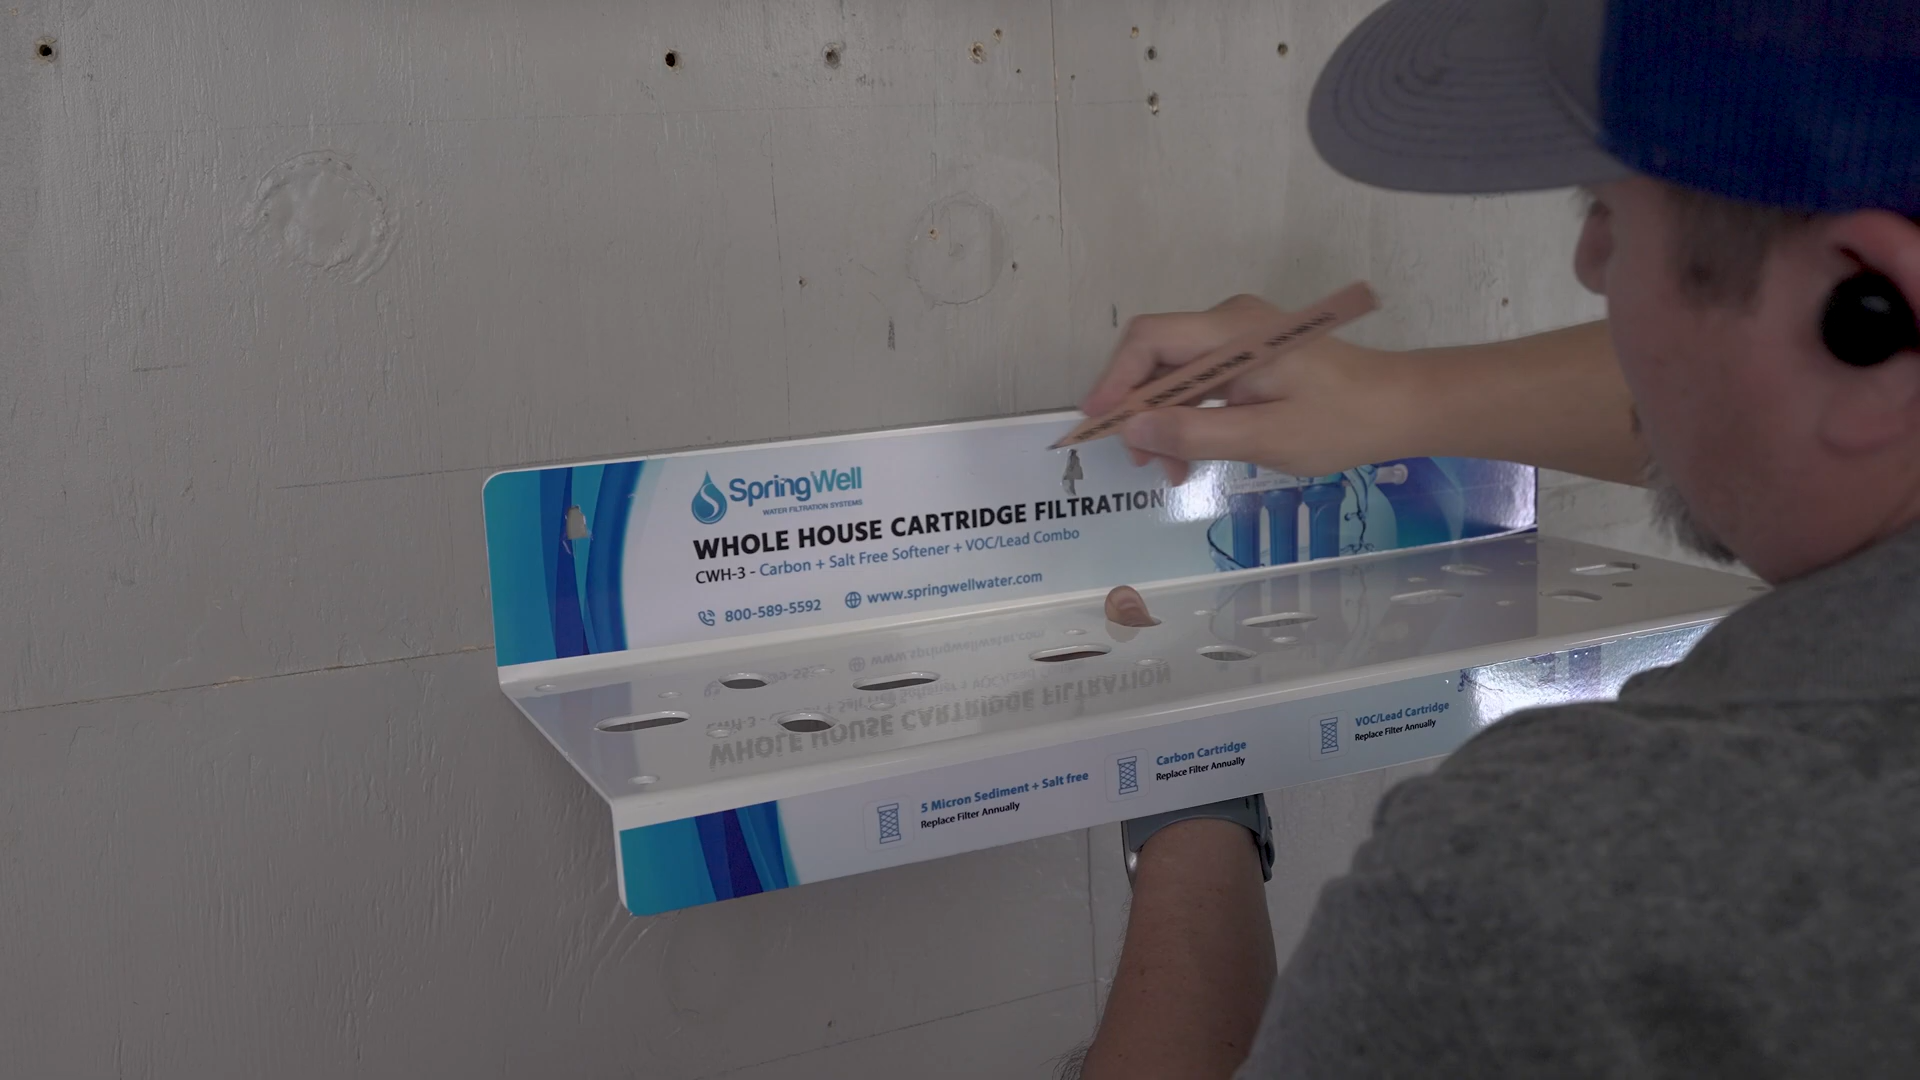 SpringWell
WATER FILTRATION SYSTEMS
WHOLE HOUSE CARTRIDGE FILTRATION
CWH-3 - Carbon + Salt Free Softener + VOC/Lead Combo
800-589-5592 www.springwellwater.com
5 Micron Sediment + Salt free
Replace Filter Annually
Carbon Cartridge
Replace Filter Annually
VOC/Lead Cartridge
Replace Filter Annually